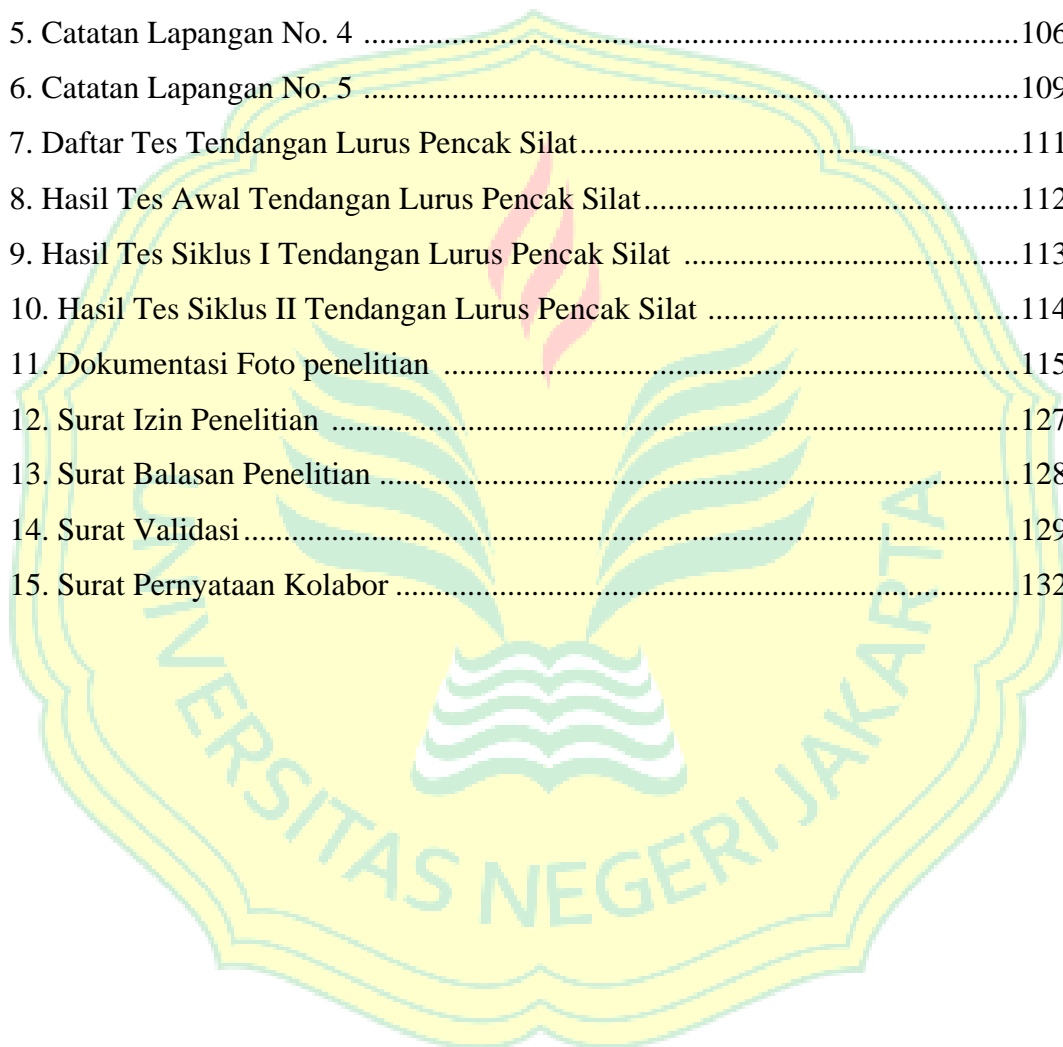 5. Catatan Lapangan No. 4 ................................................................................106
6. Catatan Lapangan No. 5 ................................................................................109
7. Daftar Tes Tendangan Lurus Pencak Silat......................................................111
8. Hasil Tes Awal Tendangan Lurus Pencak Silat..............................................112
9. Hasil Tes Siklus I Tendangan Lurus Pencak Silat .........................................113
10. Hasil Tes Siklus II Tendangan Lurus Pencak Silat ......................................114
11. Dokumentasi Foto penelitian ......................................................................115
12. Surat Izin Penelitian ....................................................................................127
13. Surat Balasan Penelitian ..............................................................................128
14. Surat Validasi...............................................................................................129
15. Surat Pernyataan Kolabor ............................................................................132
UNIVERSITAS NEGERI JAKARTA